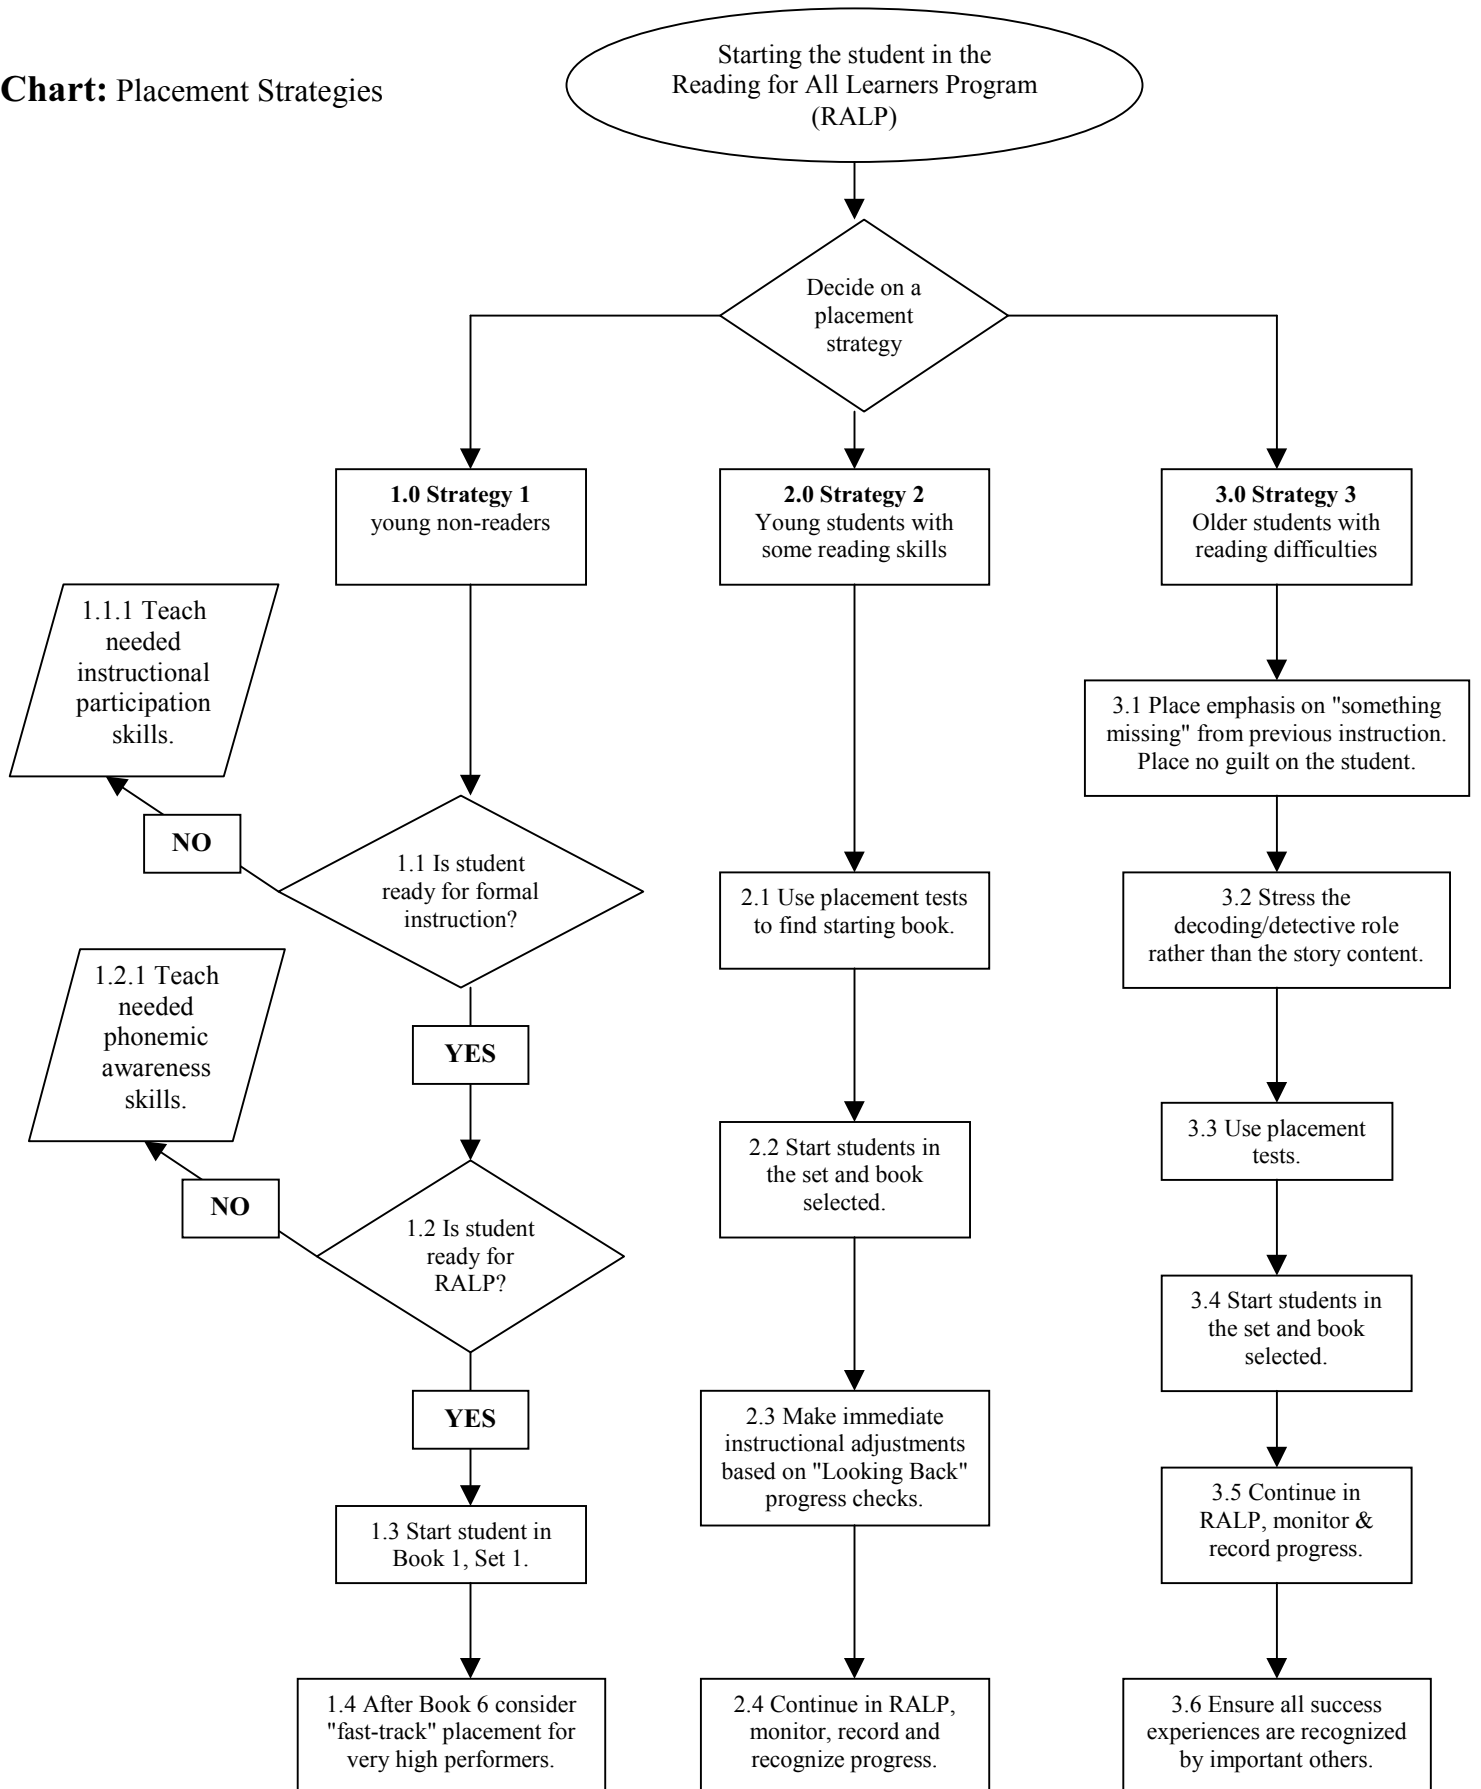 Chart: Placement Strategies
Starting the student in the
Reading for All Learners Program
(RALP)
Decide on a
placement
strategy
1.0 Strategy 1
young non-readers
1.1.1 Teach
needed
instructional
participation
skills.
NO
1.1 Is student
ready for formal
instruction?
YES
1.2.1 Teach
needed
phonemic
awareness
skills.
NO
1.2 Is student
ready for
RALP?
YES
1.3 Start student in
Book 1, Set 1.
1.4 After Book 6 consider
"fast-track" placement for
very high performers.
2.0 Strategy 2
Young students with
some reading skills
2.1 Use placement tests
to find starting book.
2.2 Start students in
the set and book
selected.
2.3 Make immediate
instructional adjustments
based on "Looking Back"
progress checks.
2.4 Continue in RALP,
monitor, record and
recognize progress.
3.0 Strategy 3
Older students with
reading difficulties
3.1 Place emphasis on "something
missing" from previous instruction.
Place no guilt on the student.
3.2 Stress the
decoding/detective role
rather than the story content.
3.3 Use placement
tests.
3.4 Start students in
the set and book
selected.
3.5 Continue in
RALP, monitor &
record progress.
3.6 Ensure all success
experiences are recognized
by important others.